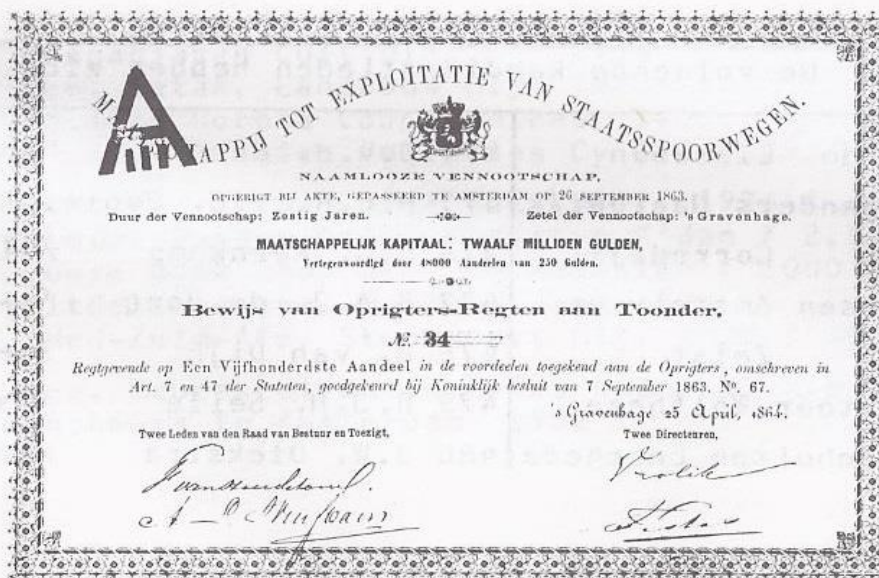 MAATSCHAPPIJ TOT EXPLOITATIE VAN STAATSSPOORWEGEN.
NAAMLOOZE VENNOOTSCHAP,
OPGERIGT BIJ AKTE, GEPASSEERD TE AMSTERDAM OP 26 SEPTEMBER 1863.
Duur der Vennootschap: Zestig Jaren. Zetel der Vennootschap: 's Gravenhage.
MAATSCHAPPELIJK KAPITAAL: TWAALF MILLIOEN GULDEN,
Vertegenwoordigd door 48000 Aandeelen van 250 Gulden.
Bewijs van Oprigters-Regten aan Toonder.
No. 34
Regtgevende op Een Vijfhonderdste Aandeel in de voordeelen toegekend aan de Oprigters, omschreven in
Art. 7 en 47 der Statuten, goedgekeurd bij Koninklijk besluit van 7 September 1863. No. 67.
's Gravenhage 25 April, 1864.
Twee Leden van den Raad van Bestuur en Toezigt, Twee Directeuren,